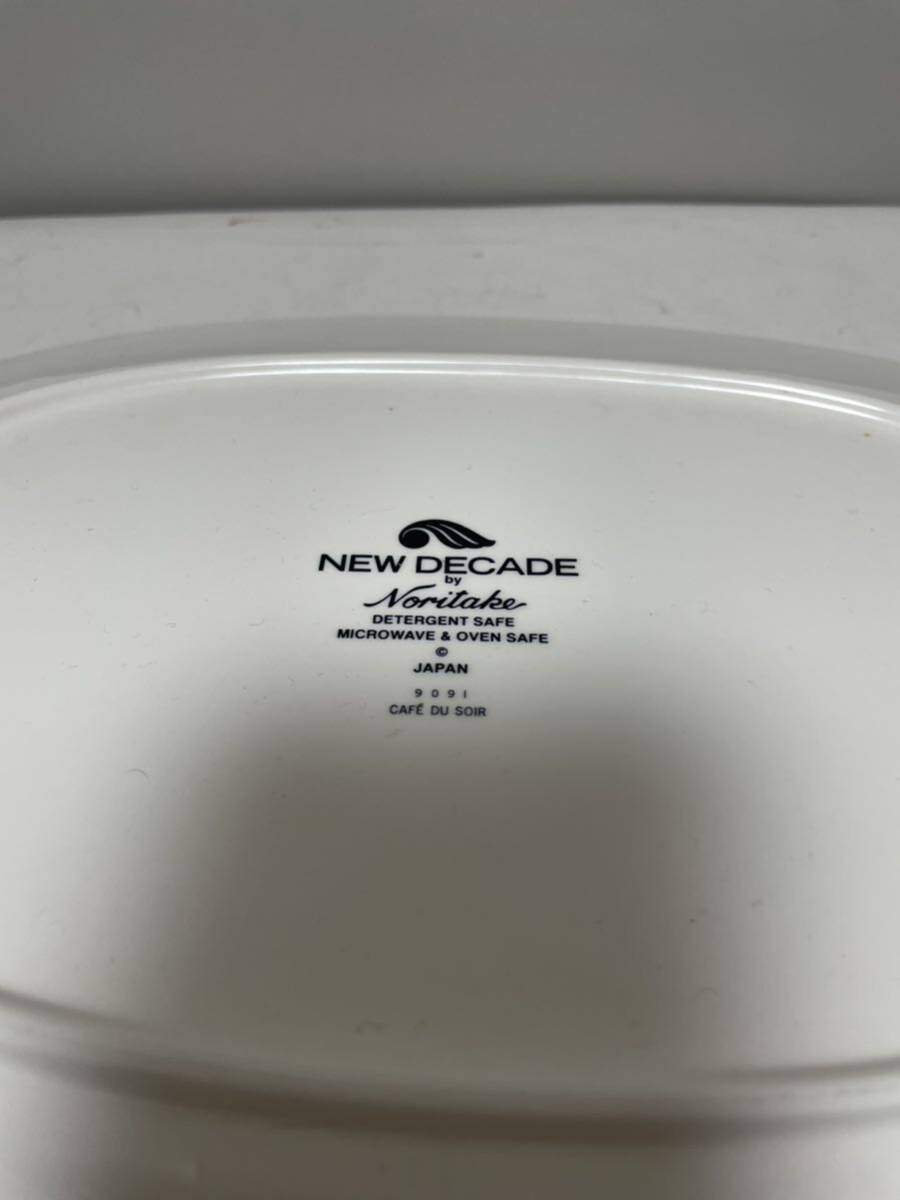 NEW DECADE
by
Noritake
DETERGENT SAFE
MICROWAVE & OVEN SAFE
©
JAPAN
9091
CAFÉ DU SOIR